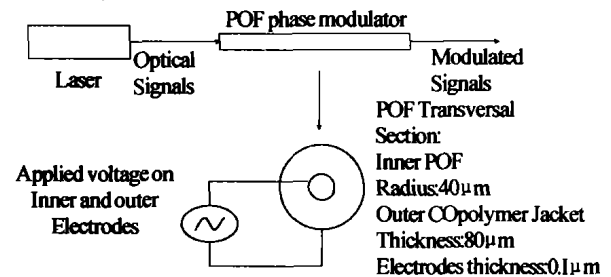 POF phase modulator
Laser
Optical
Signals
Modulated
Signals
POF Transversal
Section:
Inner POF
Radius:40μm
Outer COpolymer Jacket
Thickness:80μm
Electrodes thickness:0.1μm
Applied voltage on
Inner and outer
Electrodes